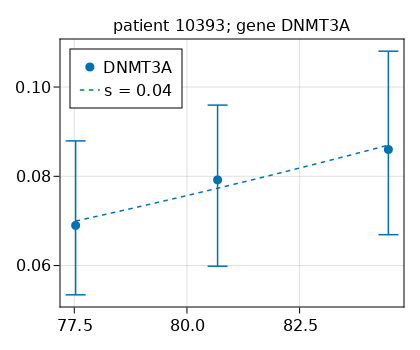 patient 10393; gene DNMT3A
DNMT3A
s = 0.04
0.10
0.08
0.06
77.5 80.0 82.5